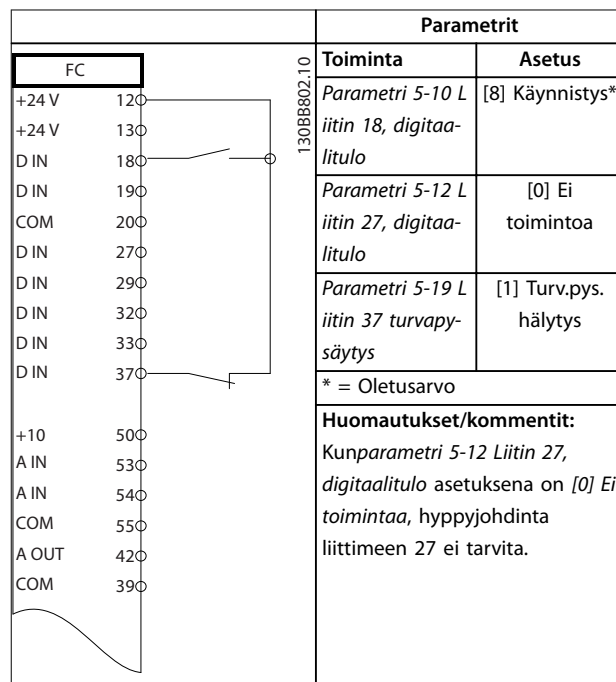 FC
+24 V 12
+24 V 13
D IN 18
D IN 19
COM 20
D IN 27
D IN 29
D IN 32
D IN 33
D IN 37
+10 50
A IN 53
A IN 54
COM 55
A OUT 42
COM 39
130BB802.10
Parametrit
Toiminta Asetus
Parametri 5-10 L
iitin 18, digitaa-
litulo
[8] Käynnistys*
Parametri 5-12 L
iitin 27, digitaa-
litulo
[0] Ei
toimintoa
Parametri 5-19 L
iitin 37 turvapy-
säytys
[1] Turv.pys.
hälytys
* = Oletusarvo
Huomautukset/kommentit:
Kunparametri 5-12 Liitin 27,
digitaalitulo asetuksena on [0] Ei
toimintaa, hyppyjohdinta
liittimeen 27 ei tarvita.